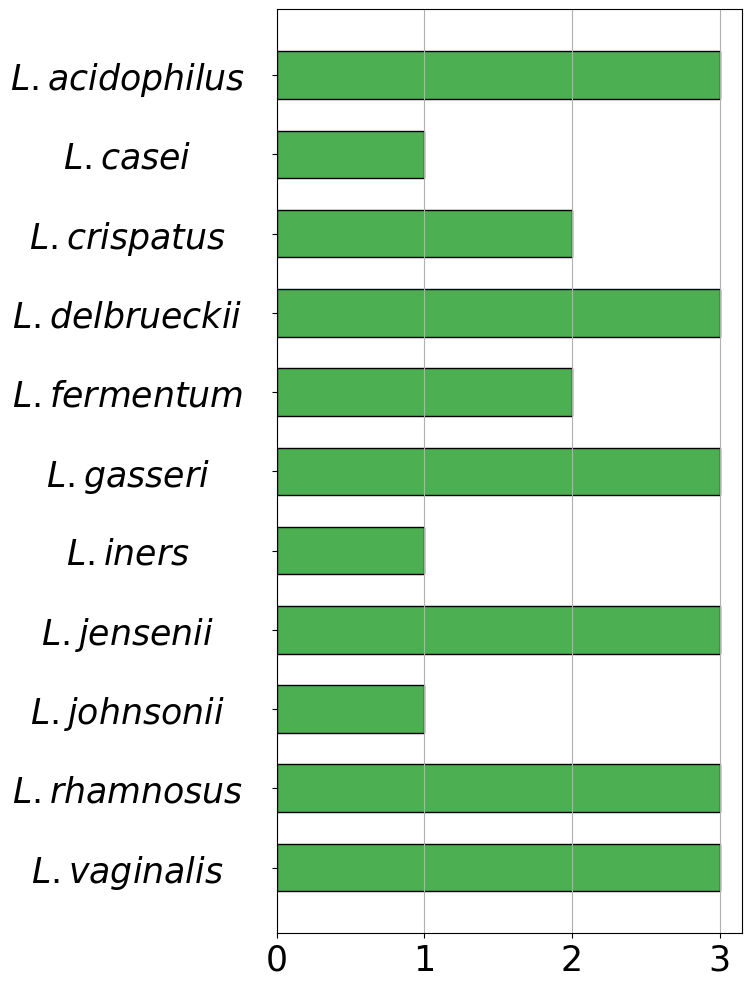 L. acidophilus
L. casei
L. crispatus
L. delbrueckii
L. fermentum
L. gasseri
L. iners
L. jensenii
L. johnsonii
L. rhamnosus
L. vaginalis
0 1 2 3